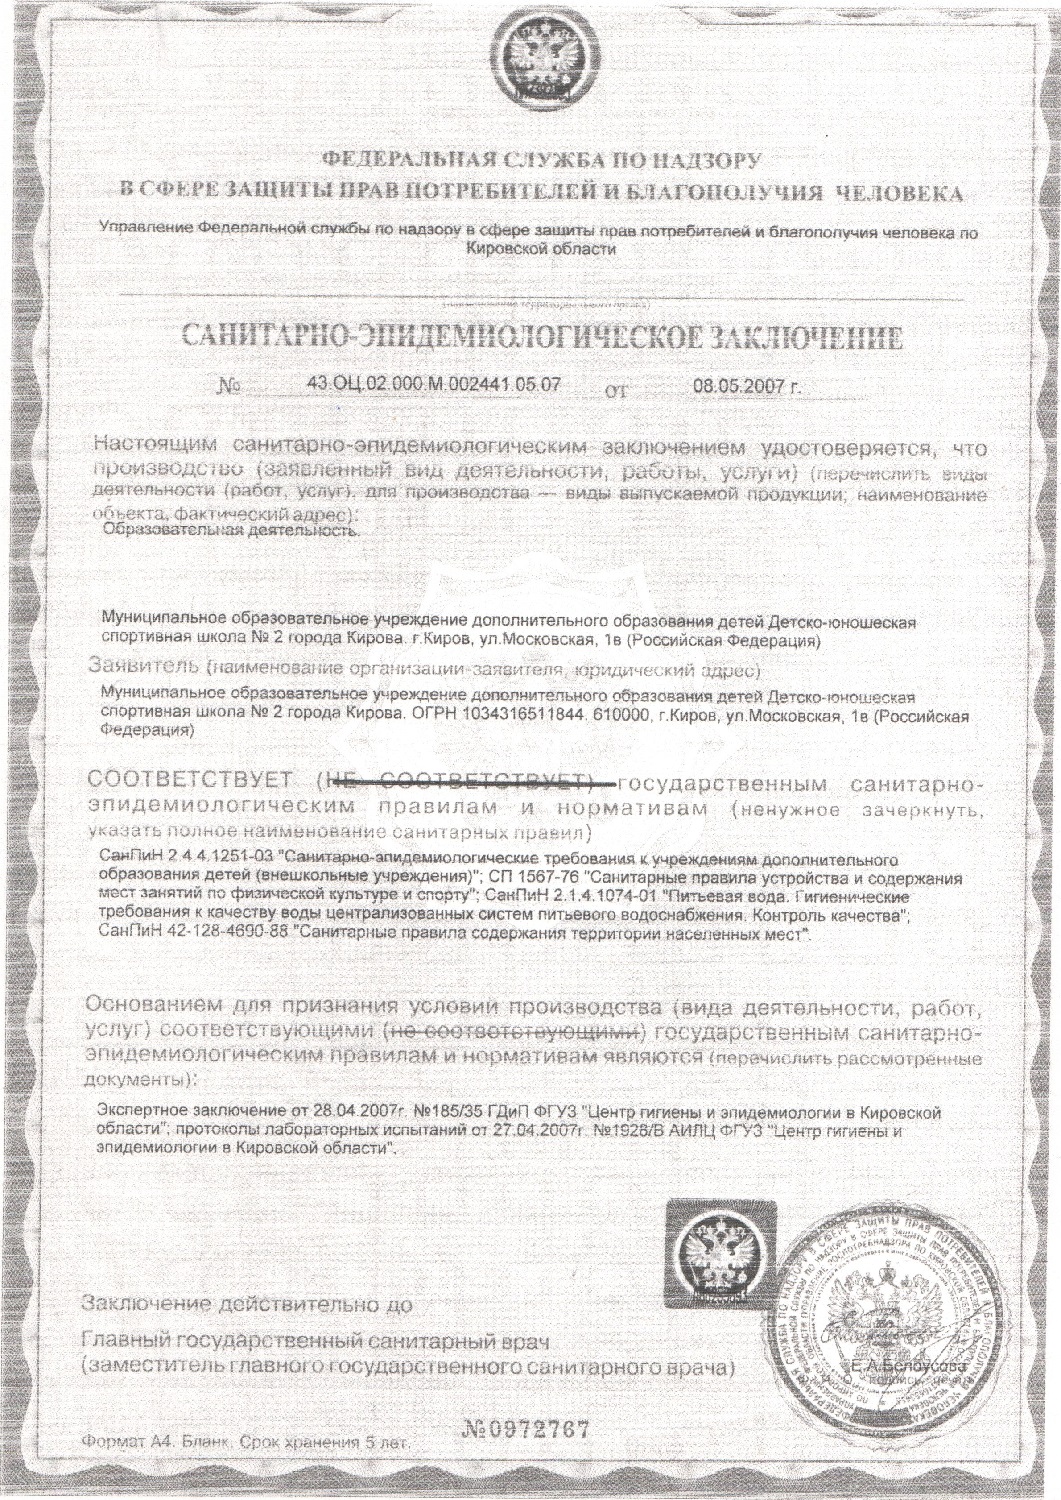 ФЕДЕРАЛЬНАЯ СЛУЖБА ПО НАДЗОРУ
В СФЕРЕ ЗАЩИТЫ ПРАВ ПОТРЕБИТЕЛЕЙ И БЛАГОПОЛУЧИЯ ЧЕЛОВЕКА
Управление Федеральной службы по надзору в сфере защиты прав потребителей и благополучия человека по
Кировской области
САНИТАРНО-ЭПИДЕМИОЛОГИЧЕСКОЕ ЗАКЛЮЧЕНИЕ
№ 43.ОЦ.02.000.М.002441.05.07 от 08.05.2007 г.
Настоящим санитарно-эпидемиологическим заключением удостоверяется, что
производство (заявленный вид деятельности, работы, услуги) (перечислить виды
деятельности (работ, услуг), для производства — виды выпускаемой продукции; наименование
объекта, фактический адрес):
Образовательная деятельность.
Муниципальное образовательное учреждение дополнительного образования детей Детско-юношеская
спортивная школа № 2 города Кирова. г.Киров, ул.Московская, 1в (Российская Федерация)
Заявитель (наименование организации-заявителя, юридический адрес)
Муниципальное образовательное учреждение дополнительного образования детей Детско-юношеская
спортивная школа № 2 города Кирова. ОГРН 1034316511844. 610000, г.Киров, ул.Московская, 1в (Российская
Федерация)
СООТВЕТСТВУЕТ (НЕ СООТВЕТСТВУЕТ) государственным санитарно-
эпидемиологическим правилам и нормативам (ненужное зачеркнуть,
указать полное наименование санитарных правил)
СанПиН 2.4.4.1251-03 "Санитарно-эпидемиологические требования к учреждениям дополнительного
образования детей (внешкольные учреждения)"; СП 1567-76 "Санитарные правила устройства и содержания
мест занятий по физической культуре и спорту"; СанПиН 2.1.4.1074-01 "Питьевая вода. Гигиенические
требования к качеству воды централизованных систем питьевого водоснабжения. Контроль качества";
СанПиН 42-128-4690-88 "Санитарные правила содержания территории населенных мест".
Основанием для признания условий производства (вида деятельности, работ,
услуг) соответствующими (не соответствующими) государственным санитарно-
эпидемиологическим правилам и нормативам являются (перечислить рассмотренные
документы):
Экспертное заключение от 28.04.2007г. №185/35 ГДиП ФГУЗ "Центр гигиены и эпидемиологии в Кировской
области"; протоколы лабораторных испытаний от 27.04.2007г. №1926/В АИЛЦ ФГУЗ "Центр гигиены и
эпидемиологии в Кировской области".
Заключение действительно до
Главный государственный санитарный врач
(заместитель главного государственного санитарного врача)
Е.А.Белоусова
№0972767
Формат А4. Бланк. Срок хранения 5 лет.